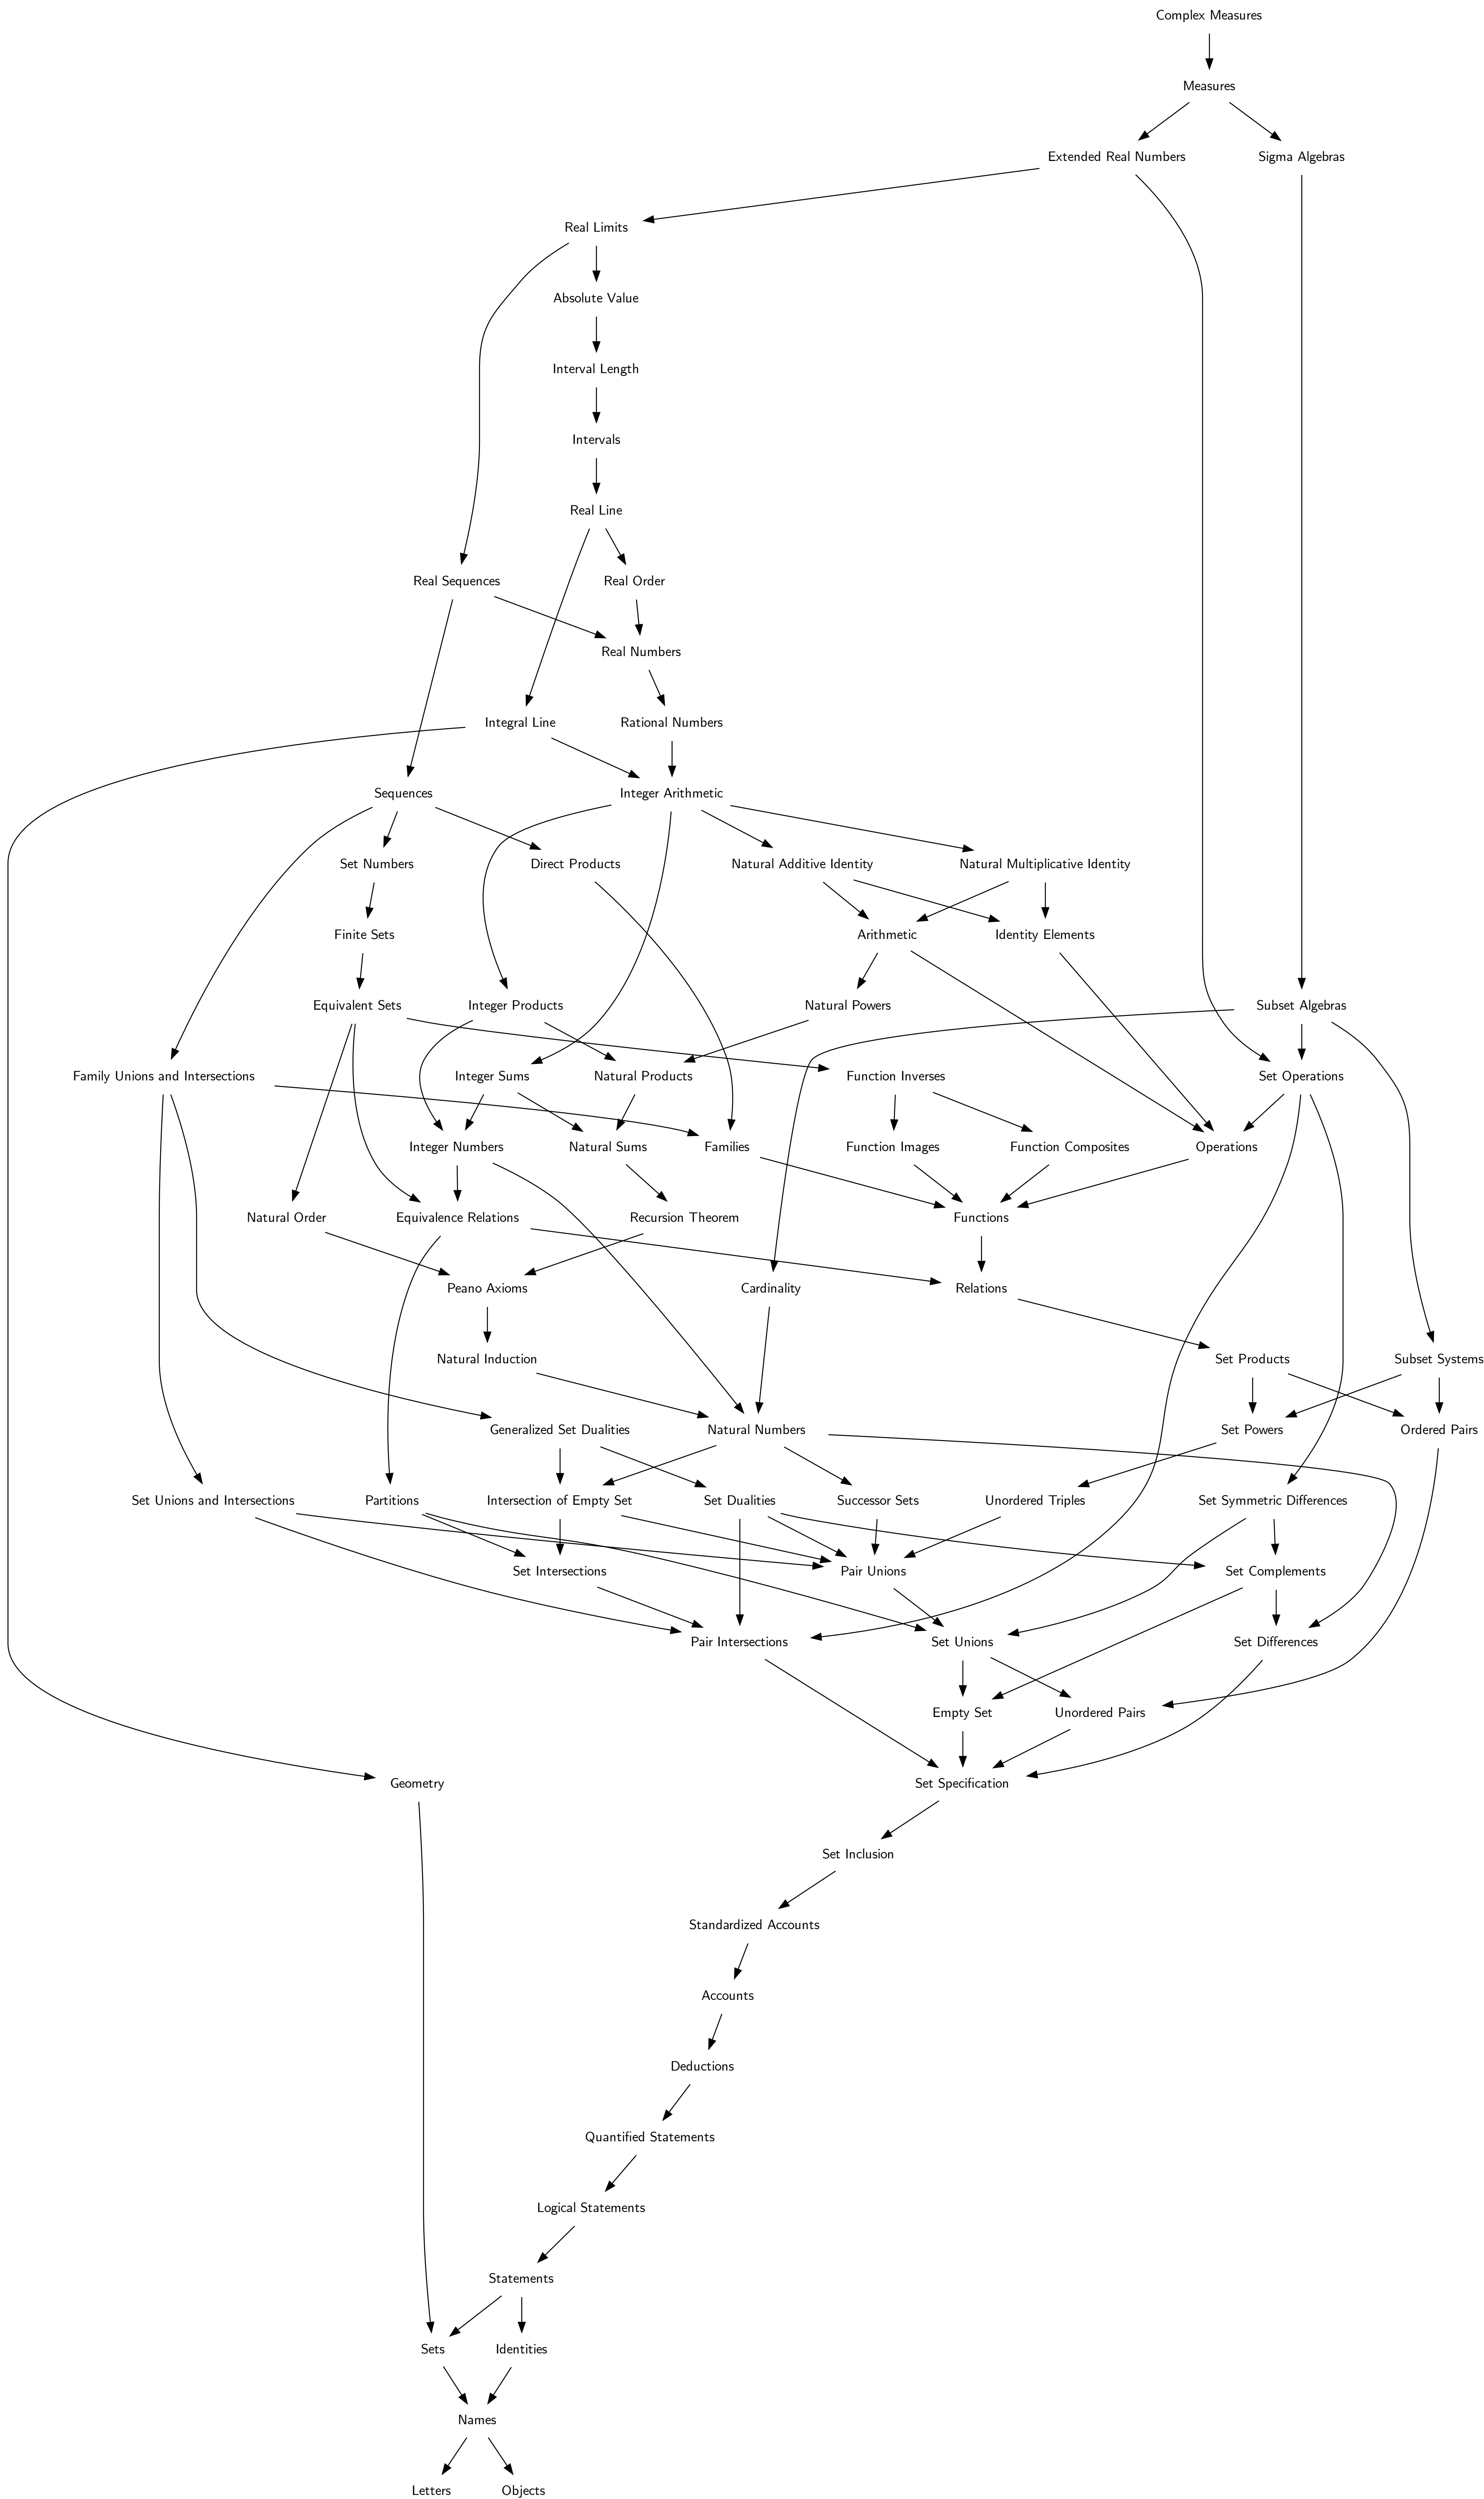 Complex Measures
Measures
Extended Real Numbers
Sigma Algebras
Real Limits
Absolute Value
Interval Length
Intervals
Real Line
Real Sequences
Real Order
Real Numbers
Integral Line
Rational Numbers
Sequences
Integer Arithmetic
Set Numbers
Direct Products
Natural Additive Identity
Natural Multiplicative Identity
Finite Sets
Arithmetic
Identity Elements
Equivalent Sets
Integer Products
Natural Powers
Subset Algebras
Family Unions and Intersections
Integer Sums
Natural Products
Function Inverses
Set Operations
Integer Numbers
Natural Sums
Families
Function Images
Function Composites
Operations
Natural Order
Equivalence Relations
Recursion Theorem
Functions
Peano Axioms
Cardinality
Relations
Natural Induction
Set Products
Subset Systems
Generalized Set Dualities
Natural Numbers
Set Powers
Ordered Pairs
Set Unions and Intersections
Partitions
Intersection of Empty Set
Set Dualities
Successor Sets
Unordered Triples
Set Symmetric Differences
Set Intersections
Pair Unions
Set Complements
Pair Intersections
Set Unions
Set Differences
Empty Set
Unordered Pairs
Geometry
Set Specification
Set Inclusion
Standardized Accounts
Accounts
Deductions
Quantified Statements
Logical Statements
Statements
Sets
Identities
Names
Letters
Objects